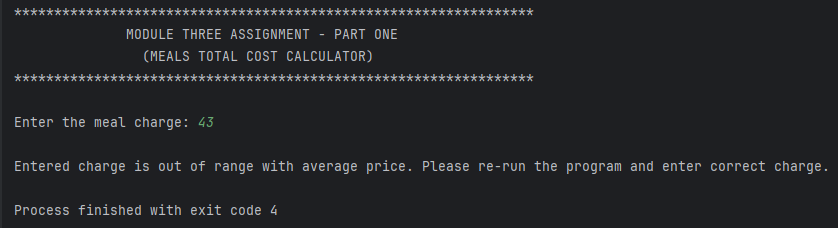 *****************************************************************
MODULE THREE ASSIGNMENT - PART ONE
(MEALS TOTAL COST CALCULATOR)
*****************************************************************
Enter the meal charge: 43
Entered charge is out of range with average price. Please re-run the program and enter correct charge.
Process finished with exit code 4